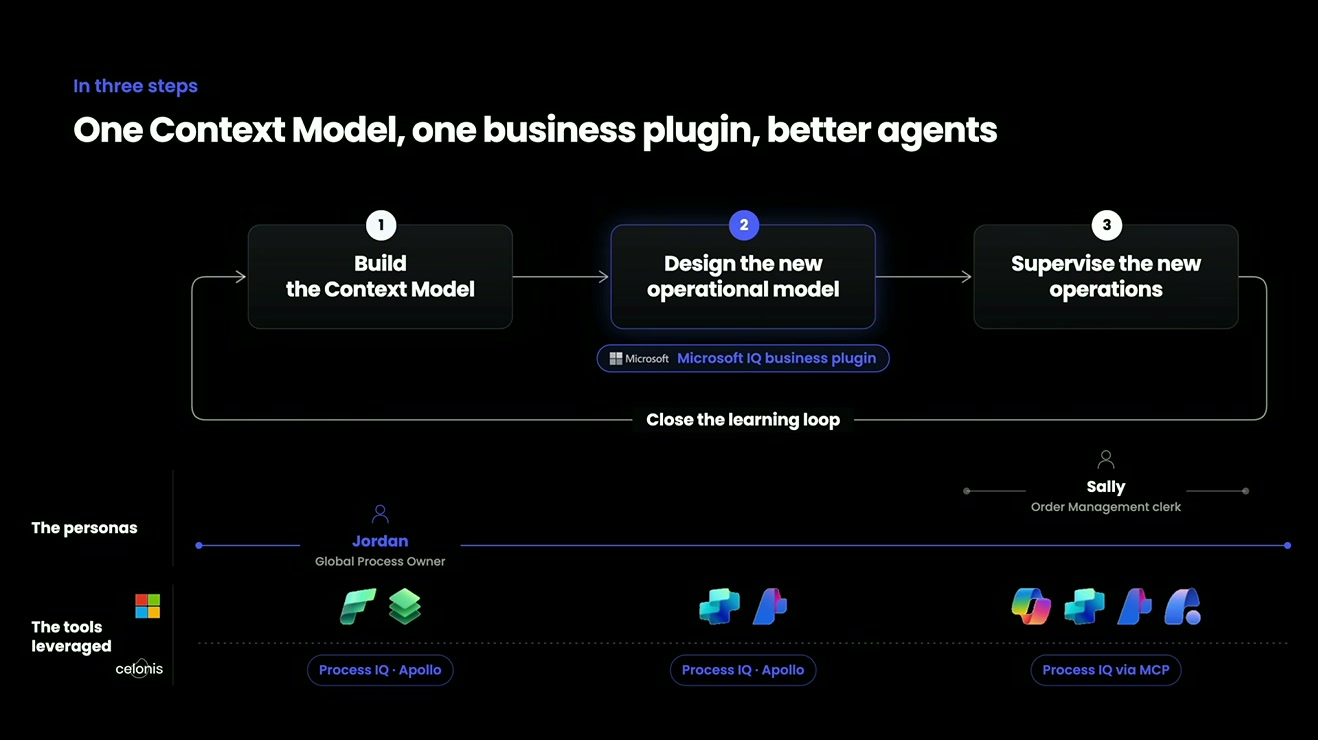 In three steps
One Context Model, one business plugin, better agents
1
Build
the Context Model
2
Design the new
operational model
3
Supervise the new
operations
Microsoft Microsoft IQ business plugin
Close the learning loop
Sally
Order Management clerk
The personas
Jordan
Global Process Owner
The tools
leveraged
celonis
Process IQ · Apollo
Process IQ · Apollo
Process IQ via MCP